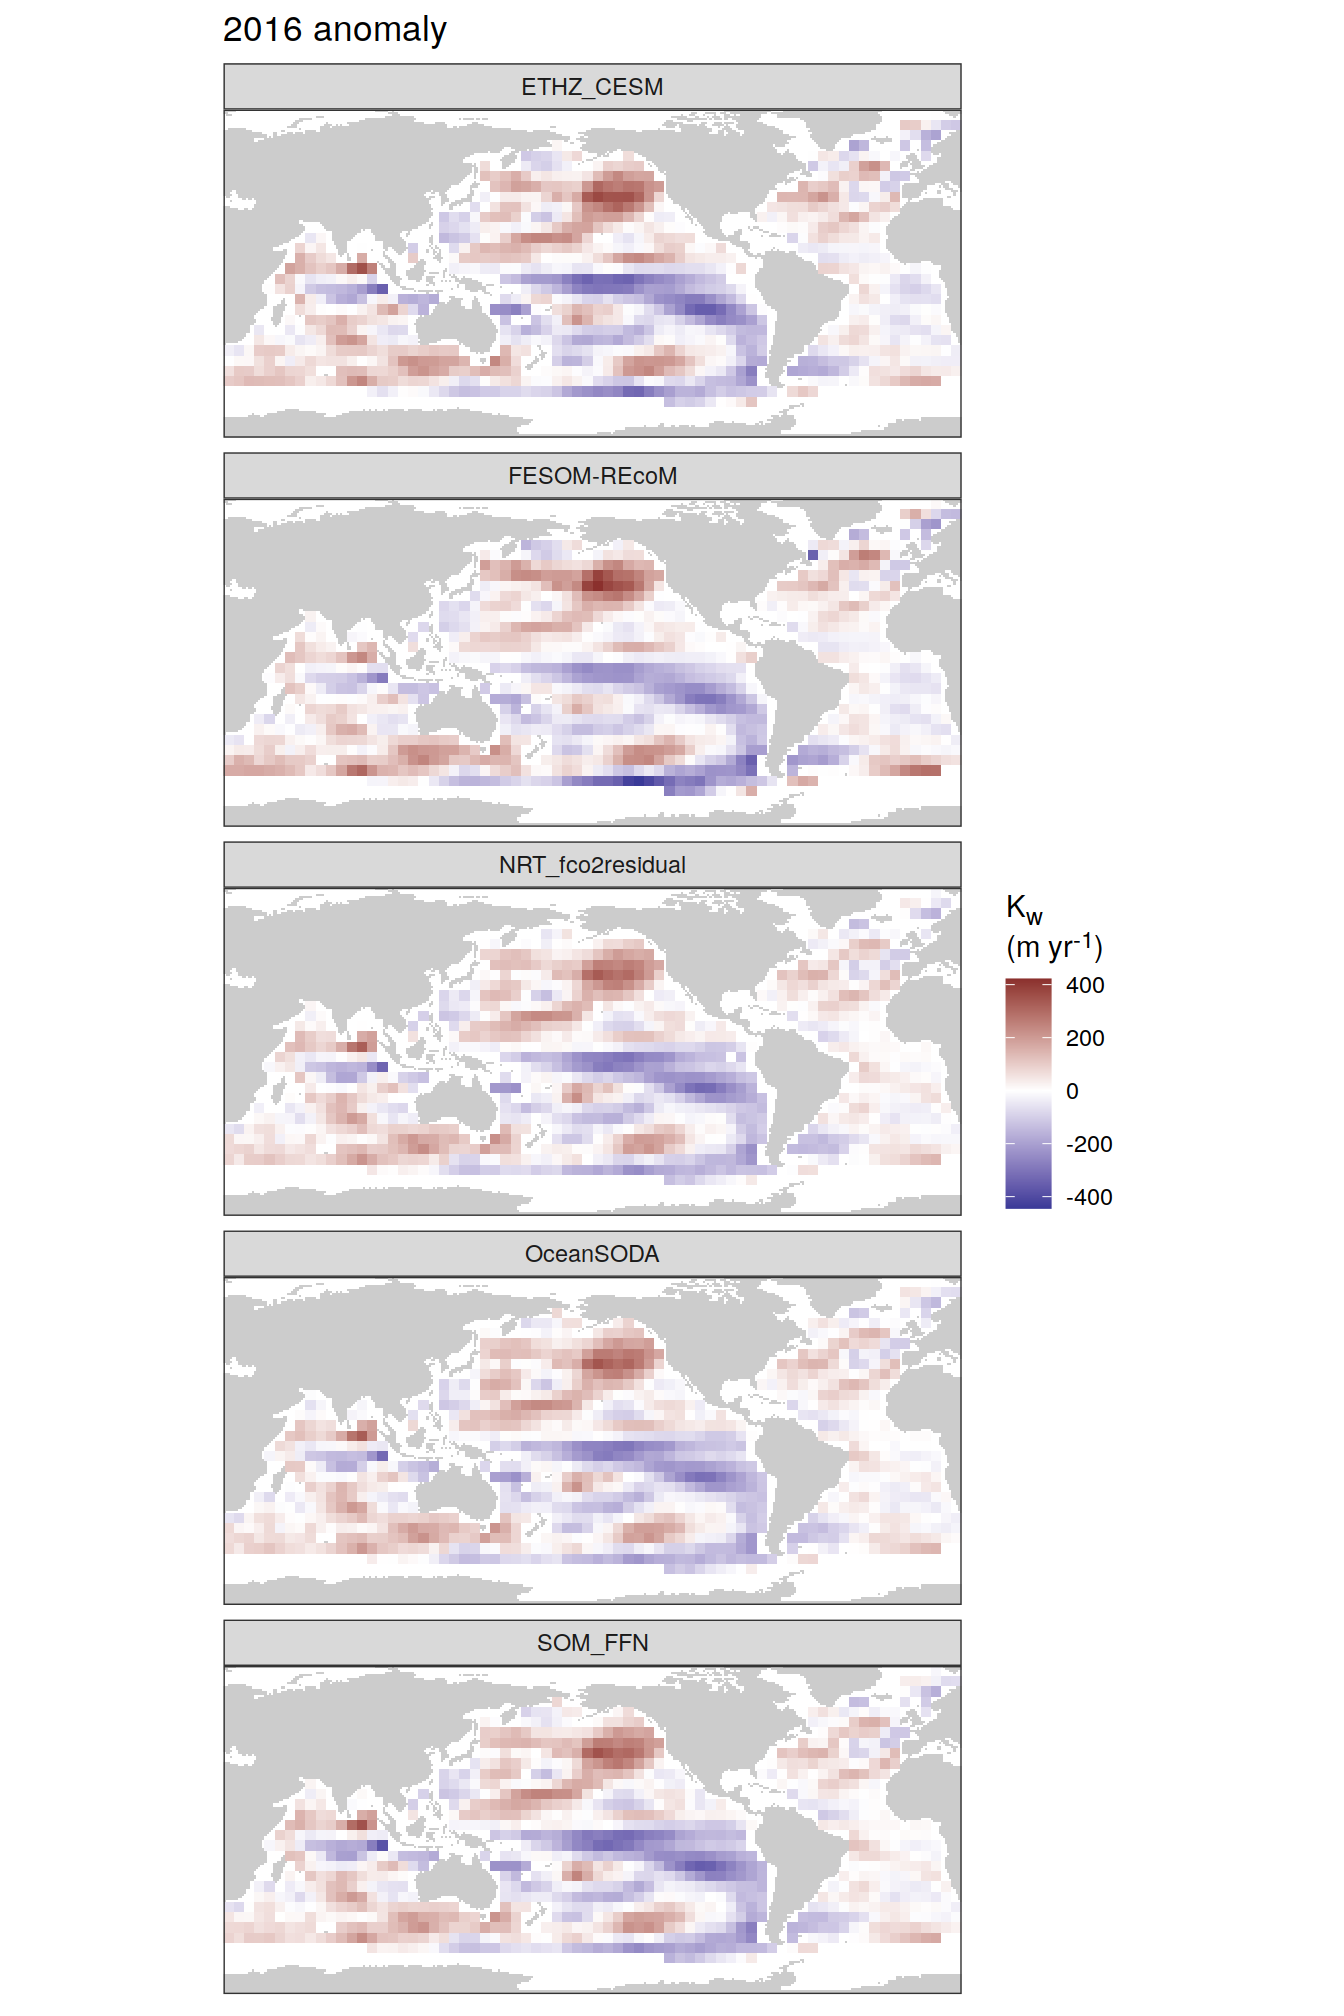 2016 anomaly
ETHZ_CESM
FESOM-REcoM
NRT_fco2residual
Kw
(m yr-1)
400
200
0
-200
-400
OceanSODA
SOM_FFN